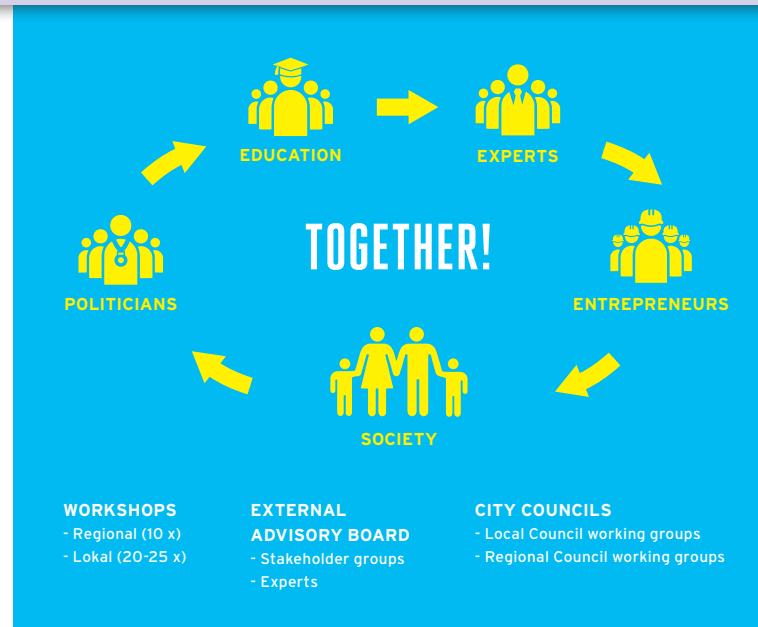 EDUCATION
EXPERTS
TOGETHER!
POLITICIANS
ENTREPRENEURS
SOCIETY
WORKSHOPS
- Regional (10 x)
- Lokal (20-25 x)
EXTERNAL
ADVISORY BOARD
- Stakeholder groups
- Experts
CITY COUNCILS
- Local Council working groups
- Regional Council working groups